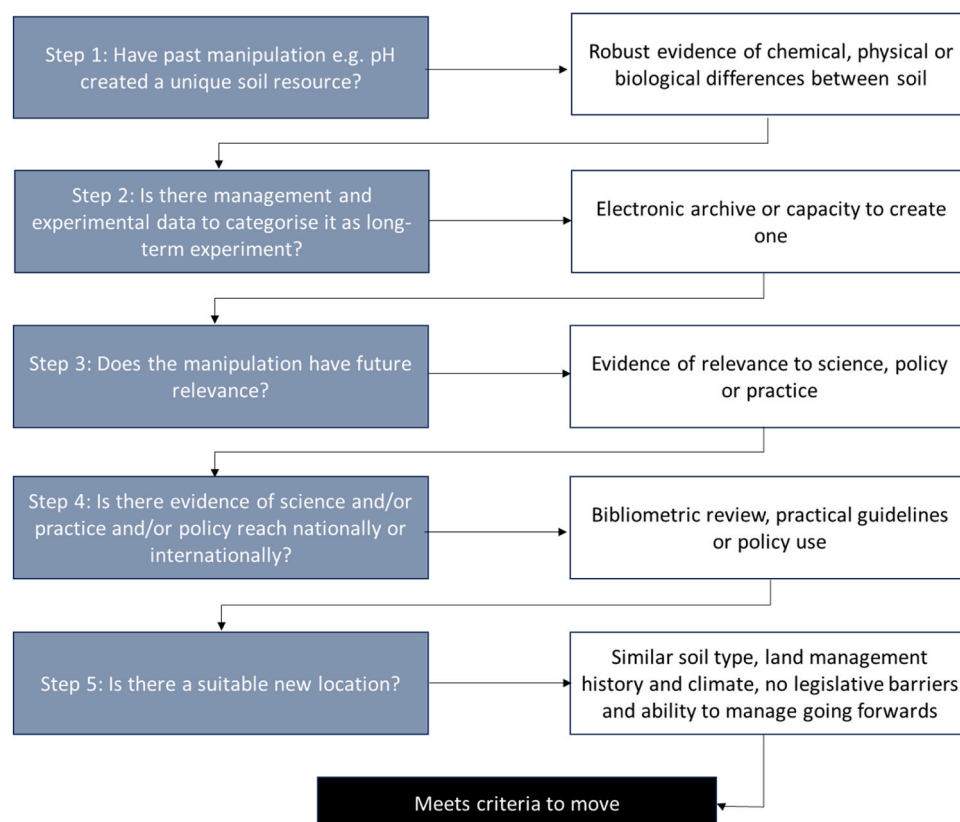 Step 1: Have past manipulation e.g. pH
created a unique soil resource?
Robust evidence of chemical, physical or
biological differences between soil
Step 2: Is there management and
experimental data to categorise it as long-
term experiment?
Electronic archive or capacity to create
one
Step 3: Does the manipulation have future
relevance?
Evidence of relevance to science, policy
or practice
Step 4: Is there evidence of science and/or
practice and/or policy reach nationally or
internationally?
Bibliometric review, practical guidelines
or policy use
Step 5: Is there a suitable new location?
Similar soil type, land management
history and climate, no legislative barriers
and ability to manage going forwards
Meets criteria to move